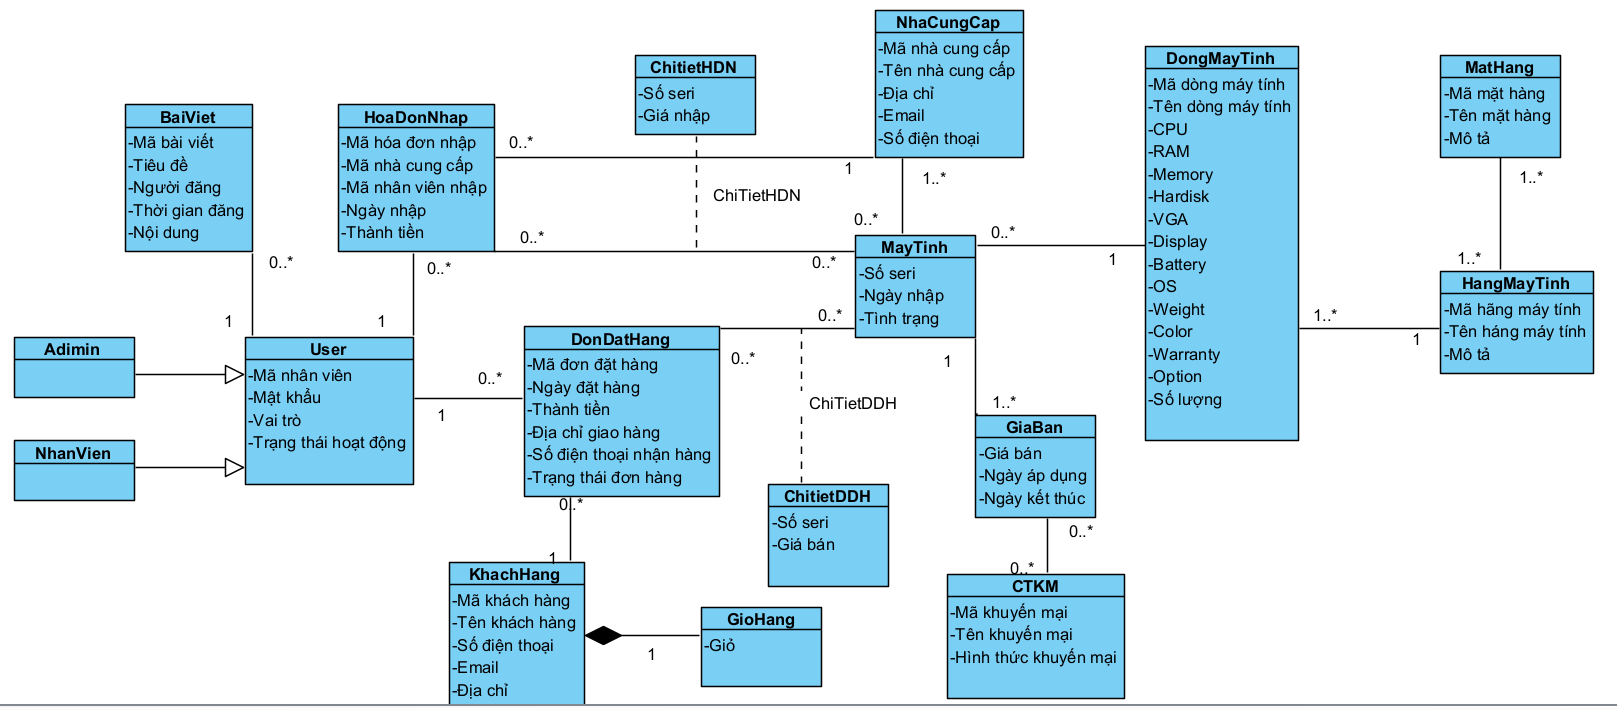 NhaCungCap
-Mã nhà cung cấp
-Tên nhà cung cấp
-Địa chỉ
-Email
-Số điện thoại
ChitietHDN
-Số seri
-Giá nhập
DongMayTinh
-Mã dòng máy tính
-Tên dòng máy tính
-CPU
-RAM
-Memory
-Hardisk
-VGA
-Display
-Battery
-OS
-Weight
-Color
-Warranty
-Option
-Số lượng
MatHang
-Mã mặt hàng
-Tên mặt hàng
-Mô tả
BaiViet
-Mã bài viết
-Tiêu đề
-Người đăng
-Thời gian đăng
-Nội dung
HoaDonNhap
-Mã hóa đơn nhập
-Mã nhà cung cấp
-Mã nhân viên nhập
-Ngày nhập
-Thành tiền
0..*
1
ChiTietHDN
1..*
0..*
0..*
0..*
MayTinh
-Số seri
-Ngày nhập
-Tình trạng
0..*
1
1..*
1..*
HangMayTinh
-Mã hãng máy tính
-Tên háng máy tính
-Mô tả
1..*
1
0..*
1
0..*
1
Adimin
NhanVien
User
-Mã nhân viên
-Mật khẩu
-Vai trò
-Trạng thái hoạt động
0..*
1
DonDatHang
-Mã đơn đặt hàng
-Ngày đặt hàng
-Thành tiền
-Địa chỉ giao hàng
-Số điện thoại nhận hàng
-Trạng thái đơn hàng
0..*
0..*
ChiTietDDH
1
1..*
GiaBan
-Giá bán
-Ngày áp dụng
-Ngày kết thúc
ChitietDDH
-Số seri
-Giá bán
0..*
1
0..*
0..*
KhachHang
-Mã khách hàng
-Tên khách hàng
-Số điện thoại
-Email
-Địa chỉ
1
GioHang
-Giỏ
CTKM
-Mã khuyến mại
-Tên khuyến mại
-Hình thức khuyến mại